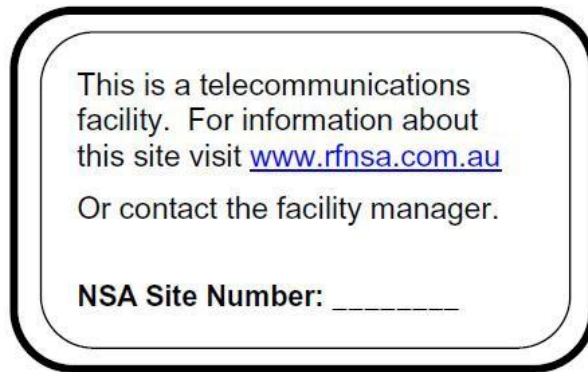 This is a telecommunications
facility.  For information about
this site visit www.rfnsa.com.au
Or contact the facility manager.
NSA Site Number: ________